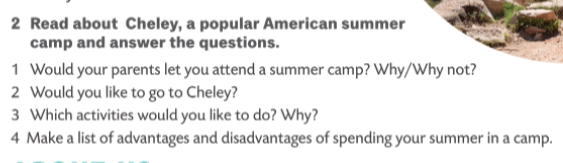 2 Read about Cheley, a popular American summer
camp and answer the questions.
1 Would your parents let you attend a summer camp? Why/Why not?
2 Would you like to go to Cheley?
3 Which activities would you like to do? Why?
4 Make a list of advantages and disadvantages of spending your summer in a camp.